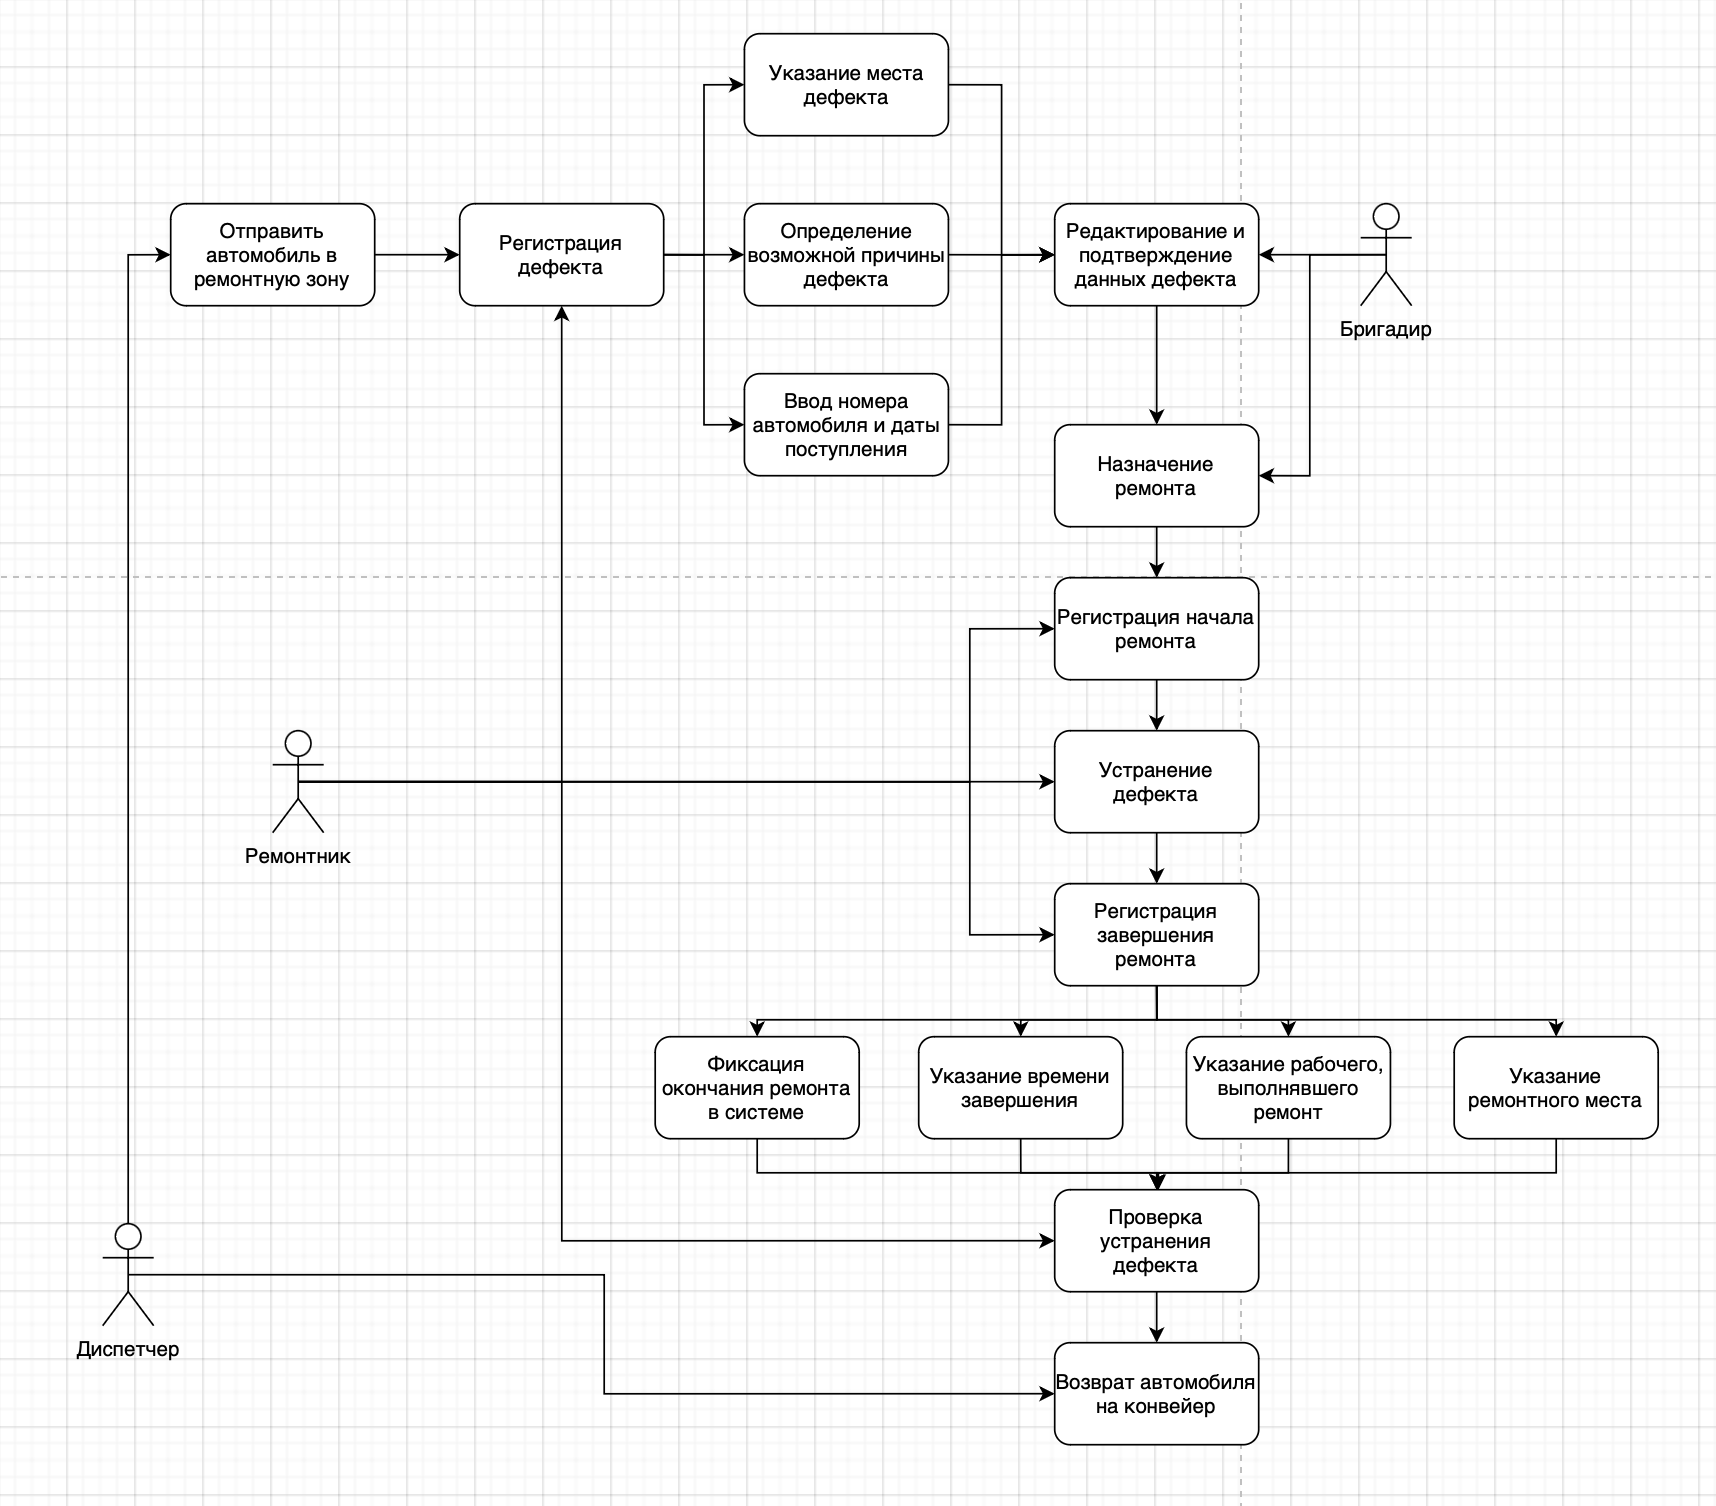 Указание места
дефекта
Отправить
автомобиль в
ремонтную зону
Регистрация
дефекта
Определение
возможной причины
дефекта
Редактирование и
подтверждение
данных дефекта
Бригадир
Ввод номера
автомобиля и даты
поступления
Назначение
ремонта
Регистрация начала
ремонта
Устранение
дефекта
Ремонтник
Регистрация
завершения
ремонта
Фиксация
окончания ремонта
в системе
Указание времени
завершения
Указание рабочего,
выполнявшего
ремонт
Указание
ремонтного места
Проверка
устранения
дефекта
Диспетчер
Возврат автомобиля
на конвейер